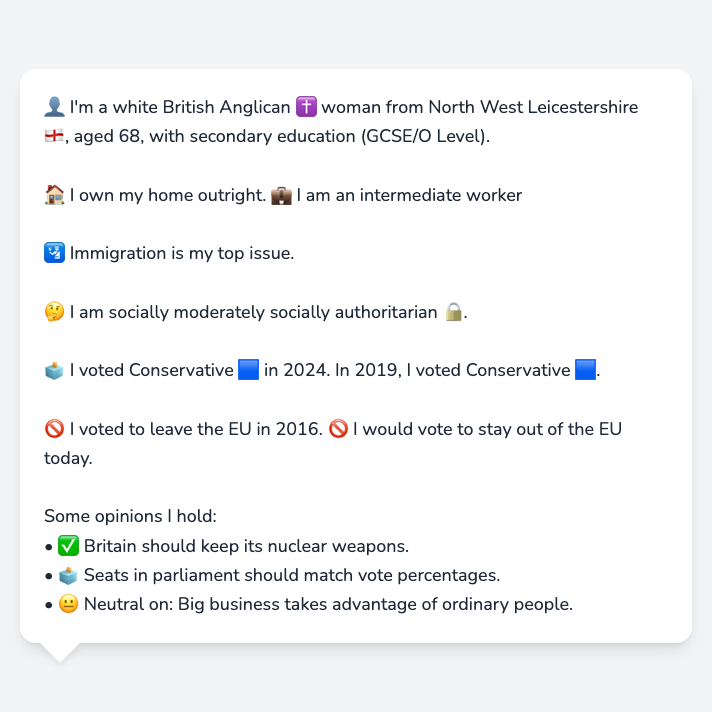 👤 I'm a white British Anglican ✝️ woman from North West Leicestershire
🏴󠁧󠁢󠁥󠁮󠁧󠁿, aged 68, with secondary education (GCSE/O Level).
🏠 I own my home outright. 💼 I am an intermediate worker
🛂 Immigration is my top issue.
🤔 I am socially moderately socially authoritarian 🔒.
🗳️ I voted Conservative 🟦 in 2024. In 2019, I voted Conservative 🟦.
🚫 I voted to leave the EU in 2016. 🚫 I would vote to stay out of the EU
today.
Some opinions I hold:
• ✅ Britain should keep its nuclear weapons.
• 🗳️ Seats in parliament should match vote percentages.
• 😐 Neutral on: Big business takes advantage of ordinary people.